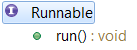 Runnable
run() : void